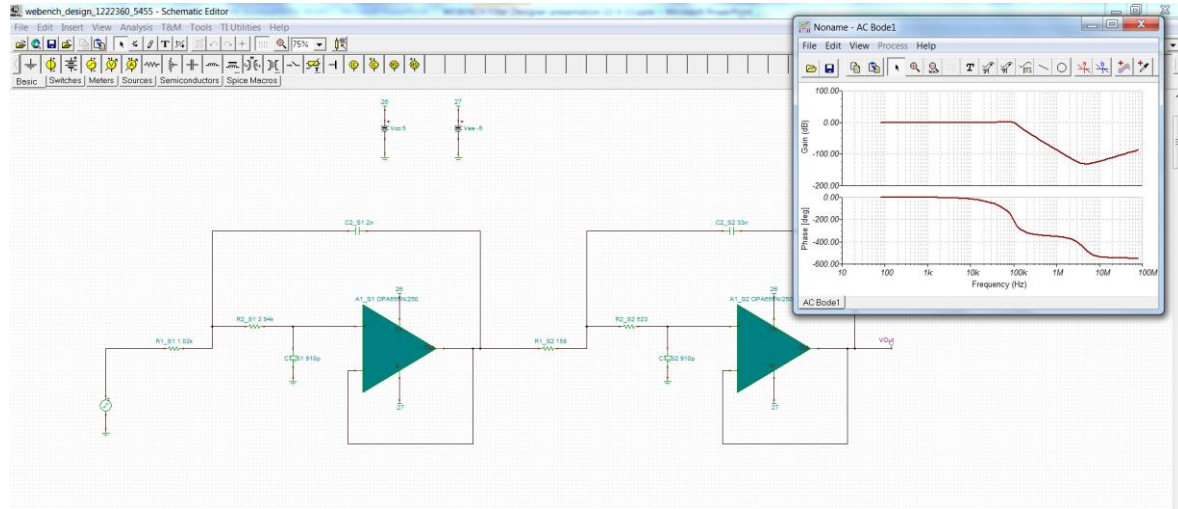 webench_design_1222360_5455 - Schematic Editor
File Edit Insert View Analysis T&M Tools TI Utilities Help
75%
Basic Switches Meters Sources Semiconductors Spice Macros
Noname - AC Bode1
File Edit View Process Help
100.00
0.00
-100.00
-200.00
Gain (dB)
0.00
-200.00
-400.00
-600.00
Phase [deg]
10 100 1k 10k 100k 1M 10M 100M
Frequency (Hz)
AC Bode1
26 27
Vcc 5 Vee -5
C2_S1 2n C2_S2 33n
26 26
A1_S1 OPA656N/250 A1_S2 OPA656N/250
R2_S1 2.94k R2_S2 523
R1_S1 1.02k R1_S2 158
VOut
27 27